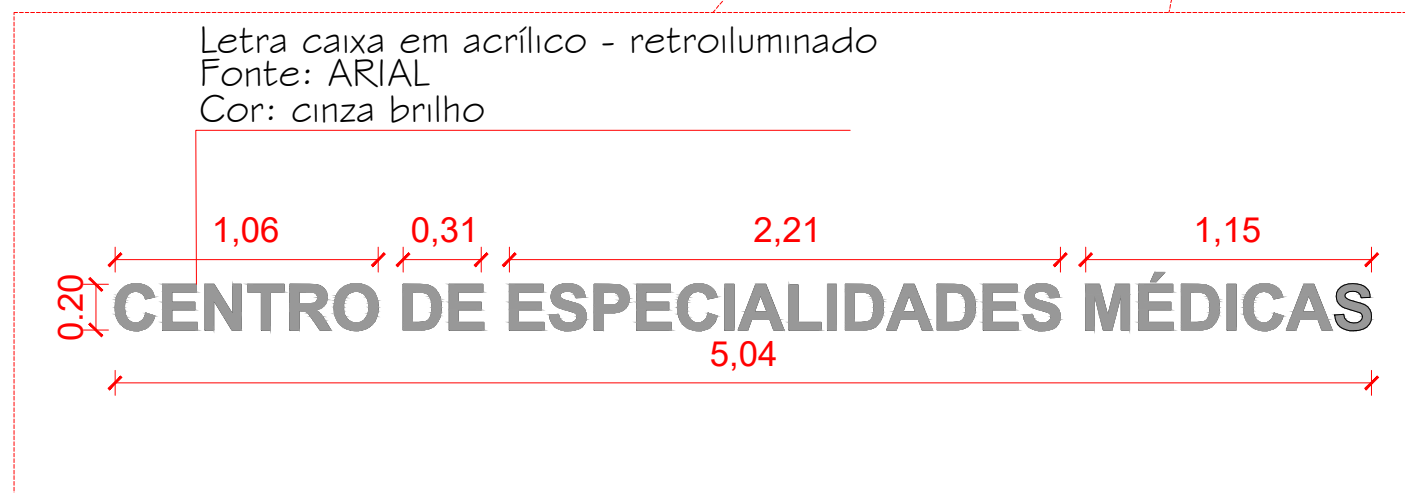 Letra caixa em acrílico - retroiluminado
Fonte: ARIAL
Cor: cinza brilho
1,06 0,31 2,21 1,15
0.20
CENTRO DE ESPECIALIDADES MÉDICAS
5,04